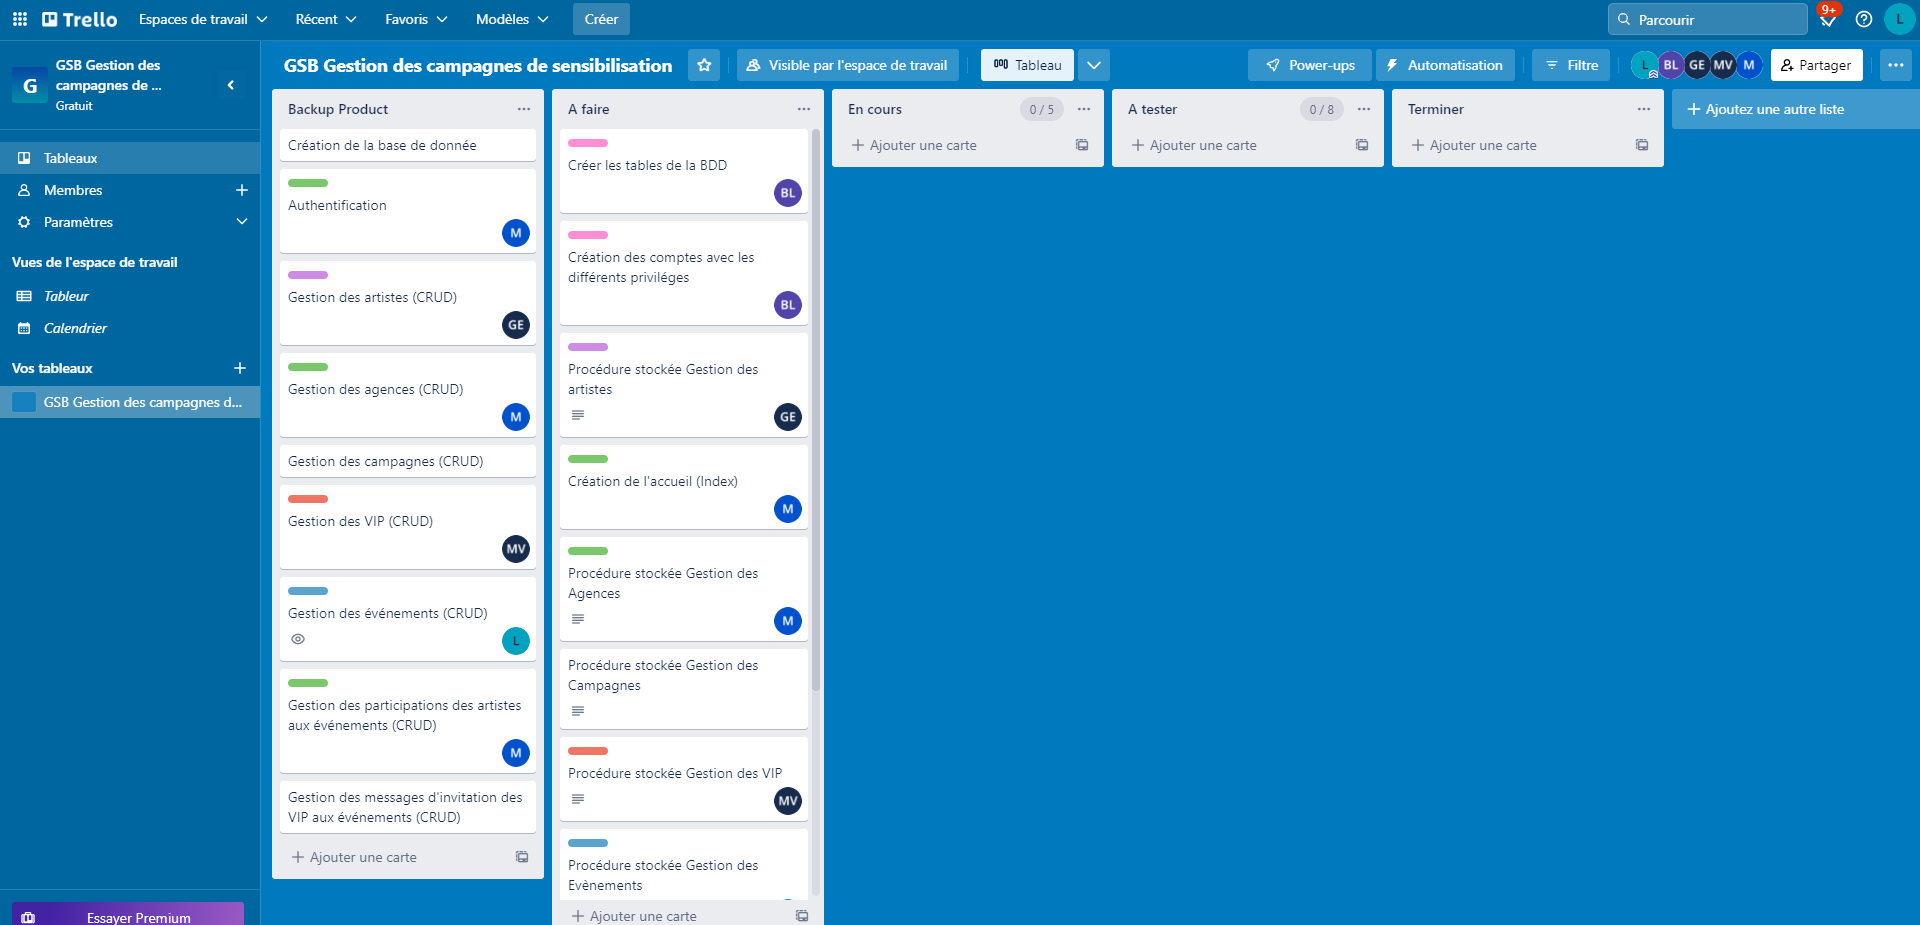 Trello
Espaces de travail
Récent
Favoris
Modèles
Créer
Parcourir
9+
L
G
GSB Gestion des
campagnes de ...
Gratuit
GSB Gestion des campagnes de sensibilisation
Visible par l'espace de travail
Tableau
Power-ups
Automatisation
Filtre
L
BL
GE
MV
M
Partager
Tableaux
Membres
Paramètres
Vues de l'espace de travail
Tableur
Calendrier
Vos tableaux
GSB Gestion des campagnes d...
Essayer Premium
Backup Product
Création de la base de donnée
Authentification
M
Gestion des artistes (CRUD)
GE
Gestion des agences (CRUD)
M
Gestion des campagnes (CRUD)
Gestion des VIP (CRUD)
MV
Gestion des événements (CRUD)
L
Gestion des participations des artistes
aux événements (CRUD)
M
Gestion des messages d'invitation des
VIP aux événements (CRUD)
Ajouter une carte
A faire
Créer les tables de la BDD
BL
Création des comptes avec les
différents priviléges
BL
Procédure stockée Gestion des
artistes
GE
Création de l'accueil (Index)
M
Procédure stockée Gestion des
Agences
M
Procédure stockée Gestion des
Campagnes
Procédure stockée Gestion des VIP
MV
Procédure stockée Gestion des
Evènements
Ajouter une carte
En cours
0 / 5
Ajouter une carte
A tester
0 / 8
Ajouter une carte
Terminer
Ajouter une carte
Ajoutez une autre liste